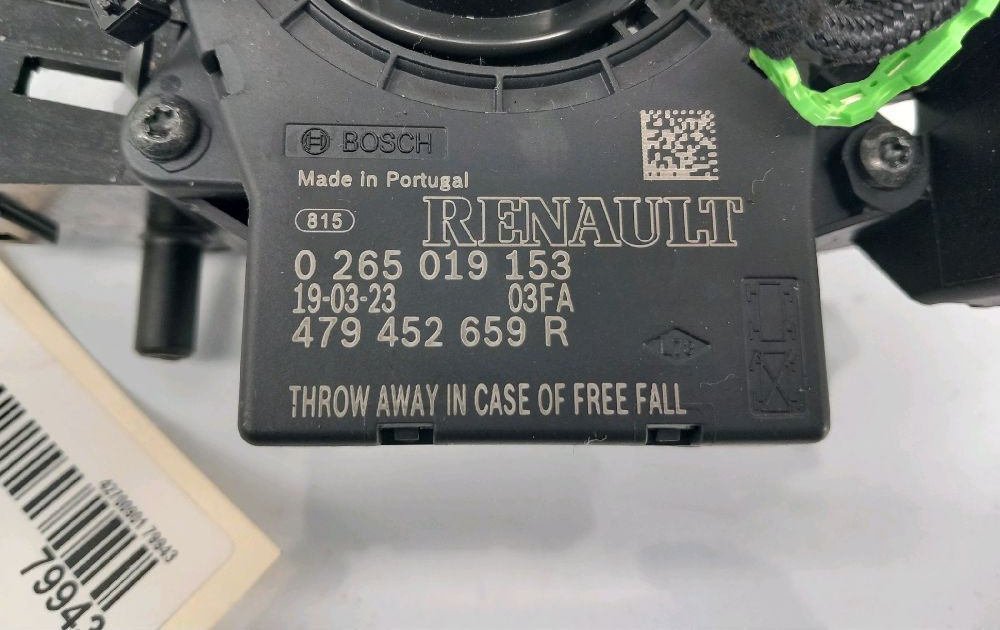 BOSCH
Made in Portugal
815
RENAULT
0 265 019 153
19-03-23 03FA
479 452 659 R
THROW AWAY IN CASE OF FREE FALL
79943